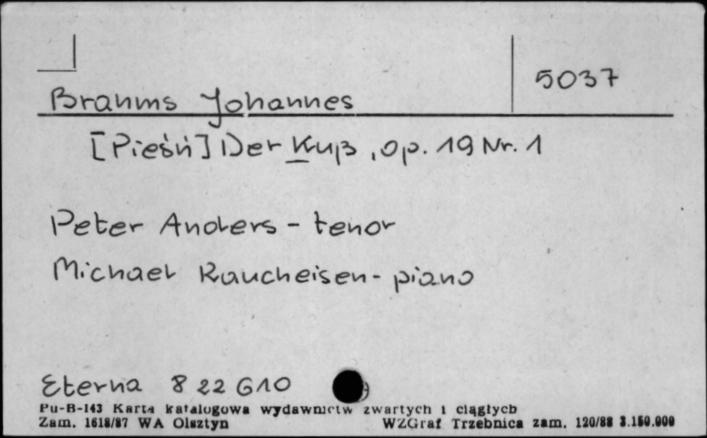 5037
Brahms Johannes
[Pieśń] Der Kuß, op. 19 Nr. 1
Peter Anders - tenor
Michael Raucheisen - piano
Eterna 8 22 610
Pu-B-143 Karta katalogowa wydawnictw zwartych i ciągłych
Zam. 1618/87 WA Olsztyn WZGraf Trzebnica zam. 120/88 3.150.000